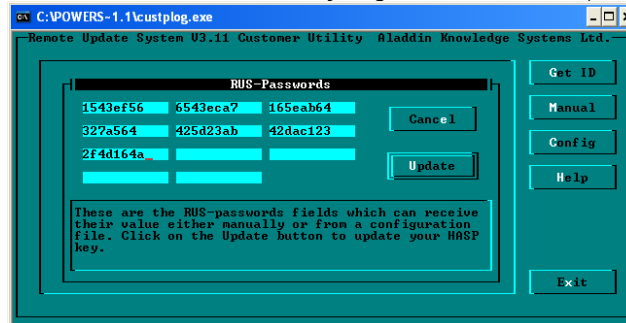 C:\POWERS-1.1\custplog.exe
Remote Update System V3.11 Customer Utility Aladdin Knowledge Systems Ltd.
Get ID
RUS-Passwords
1543ef56 6543eca7 165eab64
Manual
Cancel
327a564 425d23ab 42dac123
Config
2f4d164a_
Update
Help
These are the RUS-passwords fields which can receive
their value either manually or from a configuration
file. Click on the Update button to update your HASP
key.
Exit